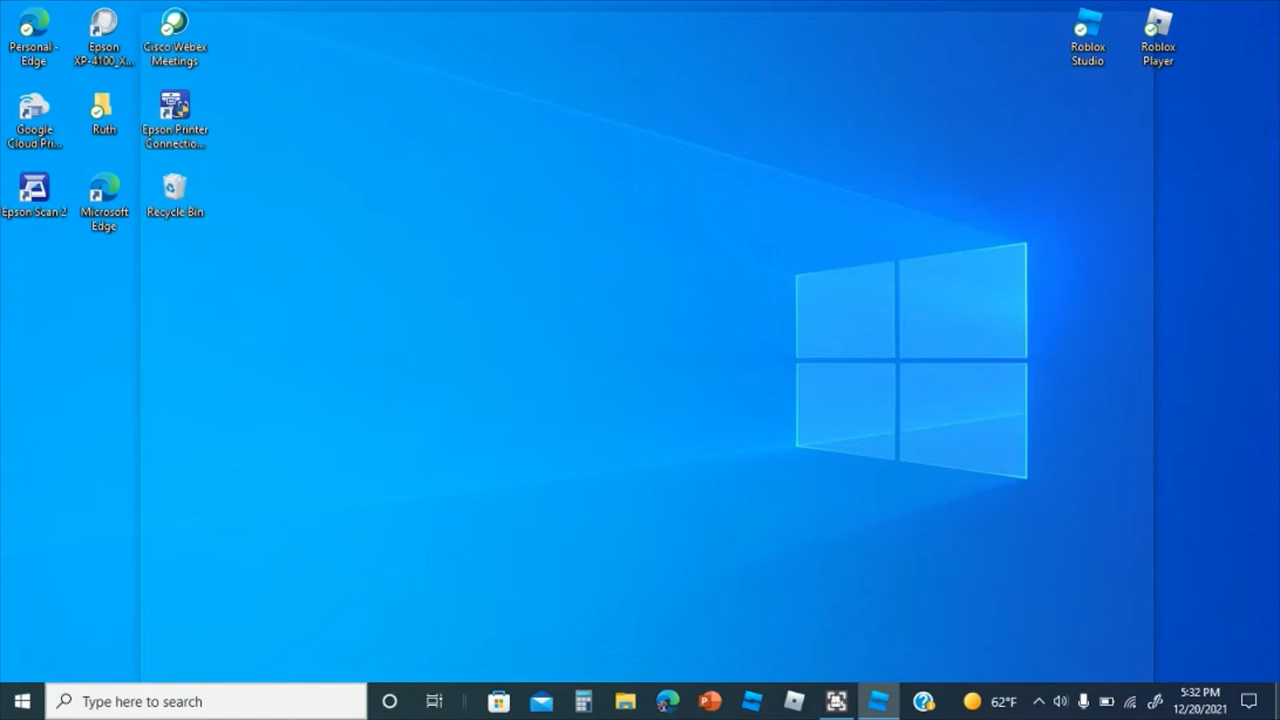 Personal -
Edge
Epson
XP-4100_X...
Cisco Webex
Meetings
Roblox
Studio
Roblox
Player
Google
Cloud Pri...
Ruth
Epson Printer
Connectio...
Epson Scan 2
Microsoft
Edge
Recycle Bin
Type here to search
62°F
5:32 PM
12/20/2021